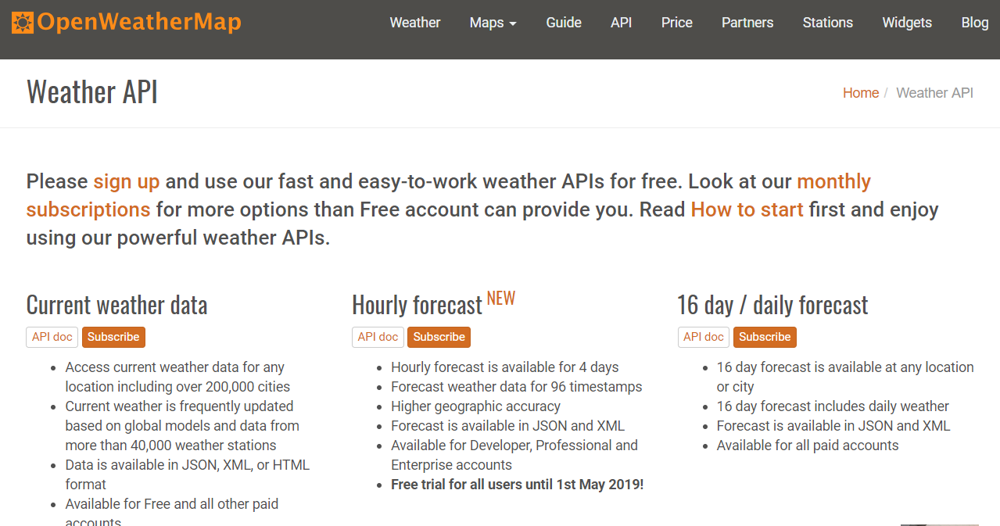 OpenWeatherMap
Weather Maps Guide API Price Partners Stations Widgets Blog
Weather API
Home / Weather API
Please sign up and use our fast and easy-to-work weather APIs for free. Look at our monthly
subscriptions for more options than Free account can provide you. Read How to start first and enjoy
using our powerful weather APIs.
Current weather data
API doc Subscribe
Access current weather data for any
location including over 200,000 cities
Current weather is frequently updated
based on global models and data from
more than 40,000 weather stations
Data is available in JSON, XML, or HTML
format
Available for Free and all other paid
accounts
Hourly forecast NEW
API doc Subscribe
Hourly forecast is available for 4 days
Forecast weather data for 96 timestamps
Higher geographic accuracy
Forecast is available in JSON and XML
Available for Developer, Professional and
Enterprise accounts
Free trial for all users until 1st May 2019!
16 day / daily forecast
API doc Subscribe
16 day forecast is available at any location
or city
16 day forecast includes daily weather
Forecast is available in JSON and XML
Available for all paid accounts